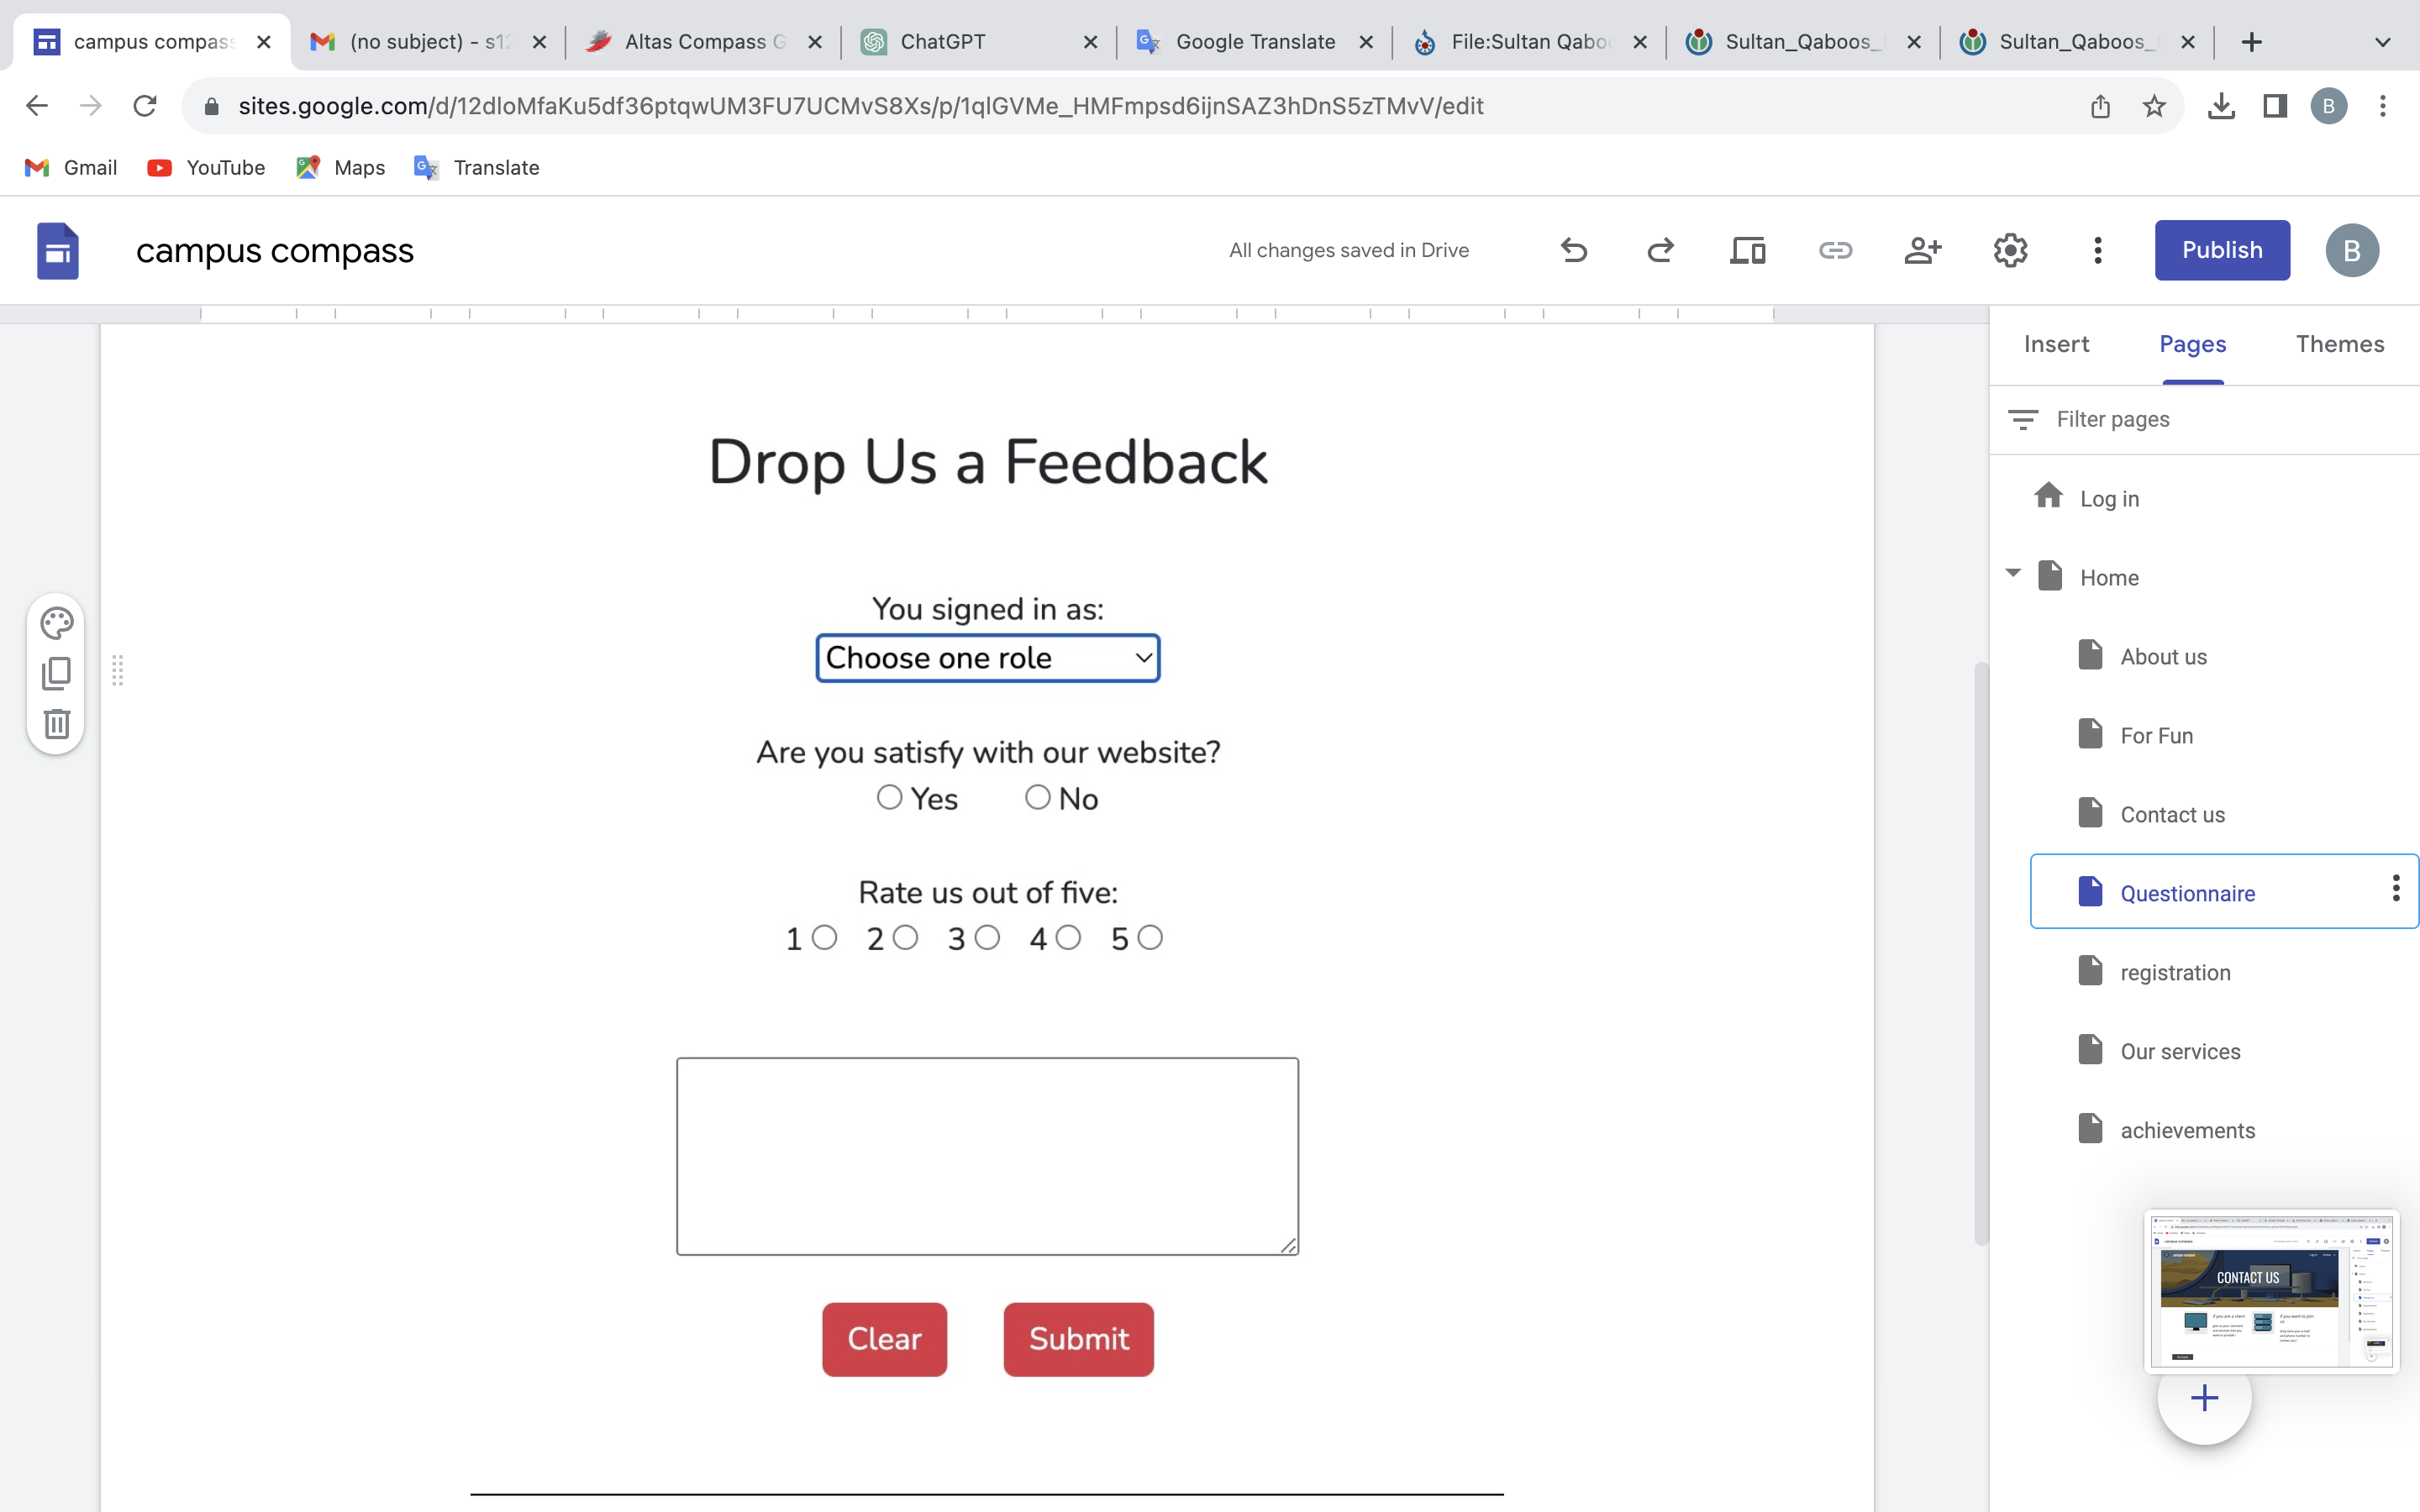 campus compass
(no subject) - s12
Altas Compass G
ChatGPT
Google Translate
File:Sultan Qabo
Sultan_Qaboos_
Sultan_Qaboos_
sites.google.com/d/12dloMfaKu5df36ptqwUM3FU7UCMvS8Xs/p/1qlGVMe_HMFmpsd6ijnSAZ3hDnS5zTMvV/edit
B
Gmail
YouTube
Maps
Translate
campus compass
All changes saved in Drive
Publish
B
Insert
Pages
Themes
Filter pages
Log in
Home
About us
For Fun
Contact us
Questionnaire
registration
Our services
achievements
Drop Us a Feedback
You signed in as:
Choose one role
Are you satisfy with our website?
Yes No
Rate us out of five:
1 2 3 4 5
Clear
Submit
CONTACT US